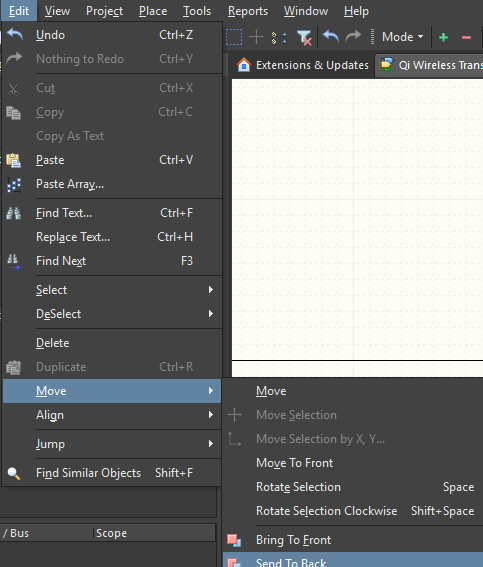 Edit View Project Place Tools Reports Window Help
Undo Ctrl+Z
Nothing to Redo Ctrl+Y
Mode
Extensions & Updates Qi Wireless Trans
Cut Ctrl+X
Copy Ctrl+C
Copy As Text
Paste Ctrl+V
Paste Array...
Find Text... Ctrl+F
Replace Text... Ctrl+H
Find Next F3
Select
DeSelect
Delete
Duplicate Ctrl+R
Move
Align
Jump
Find Similar Objects Shift+F
Move
Move Selection
Move Selection by X, Y...
Move To Front
Rotate Selection Space
Rotate Selection Clockwise Shift+Space
Bring To Front
Send To Back
/ Bus Scope